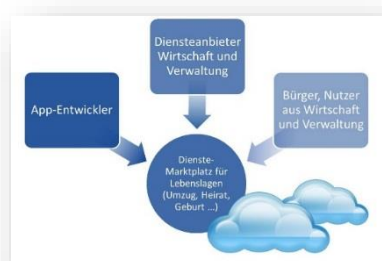 Diensteanbieter
Wirtschaft und
Verwaltung
App-Entwickler
Bürger, Nutzer
aus Wirtschaft
und Verwaltung
Dienste-
Marktplatz für
Lebenslagen
(Umzug, Heirat,
Geburt ...)